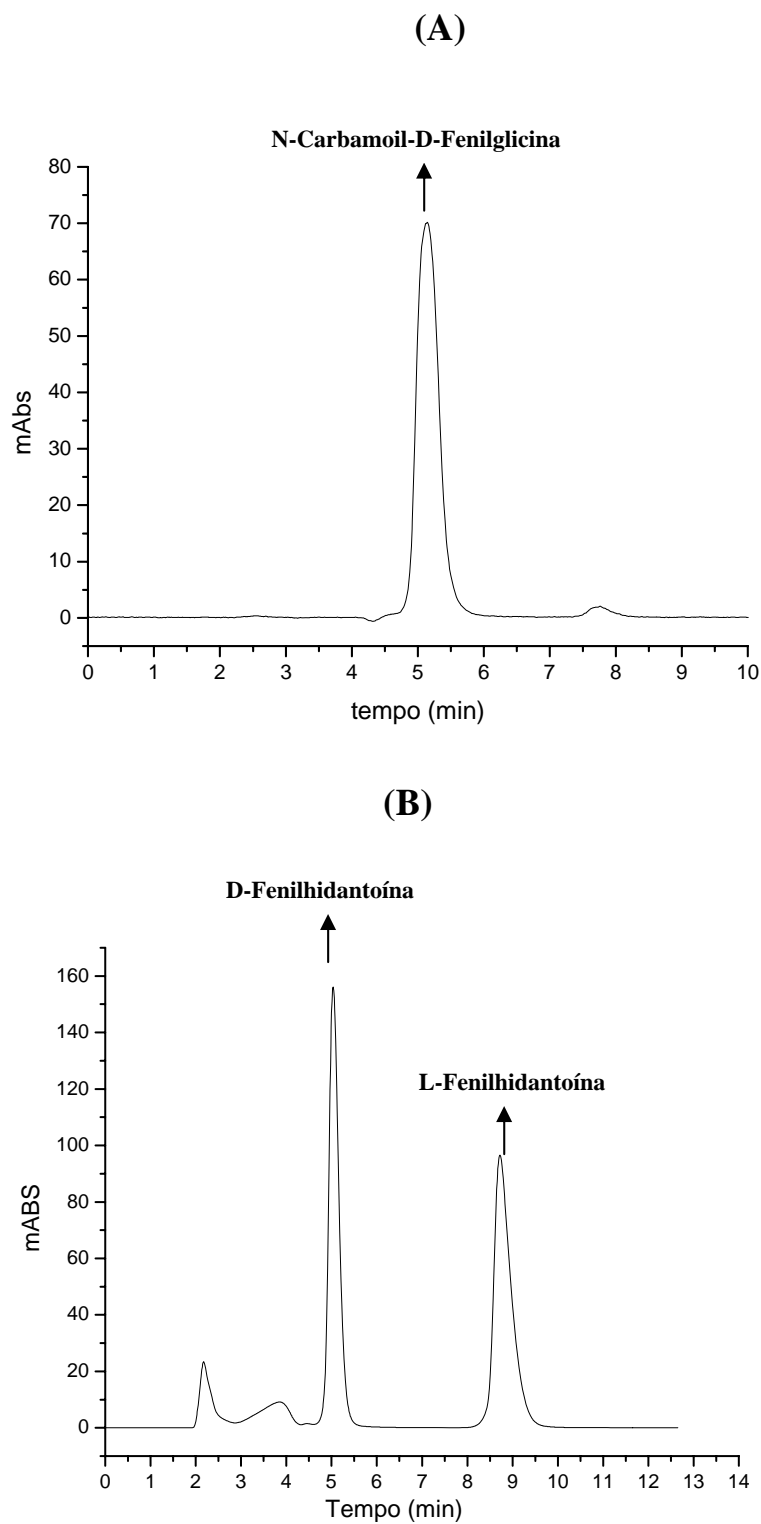 (A)
N-Carbamoil-D-Fenilglicina
80
70
60
50
40
30
20
10
0
mAbs
0 1 2 3 4 5 6 7 8 9 10
tempo (min)
(B)
D-Fenilhidantoína
L-Fenilhidantoína
160
140
120
100
80
60
40
20
0
mABS
0 1 2 3 4 5 6 7 8 9 10 11 12 13 14
Tempo (min)